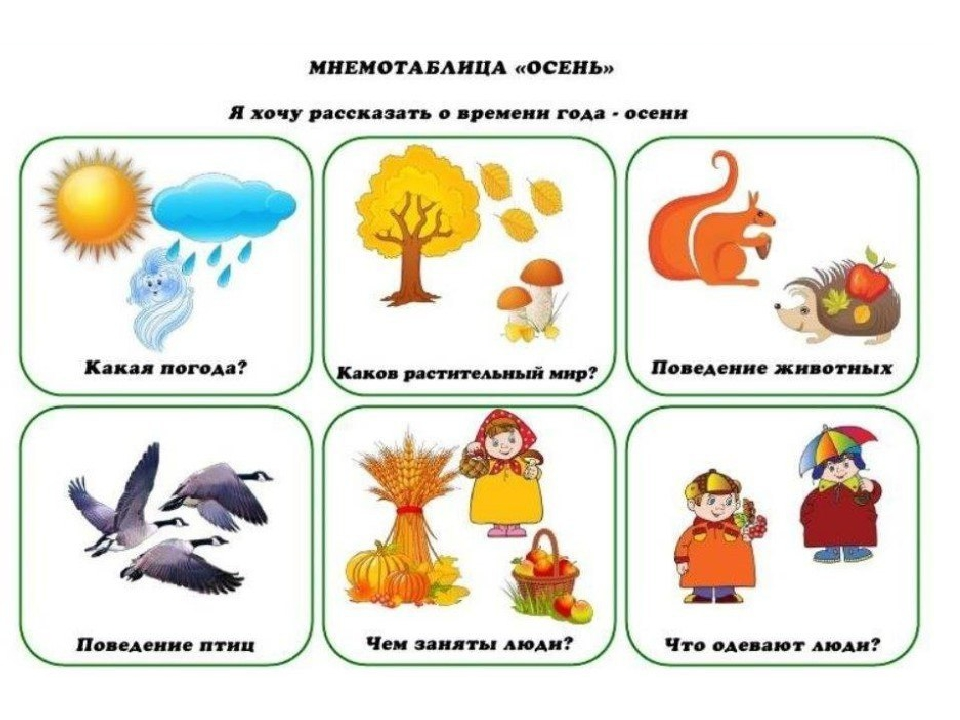 МНЕМОТАБЛИЦА «ОСЕНЬ»
Я хочу рассказать о времени года - осени
Какая погода?
Каков растительный мир?
Поведение животных
Поведение птиц
Чем заняты люди?
Что одевают люди?